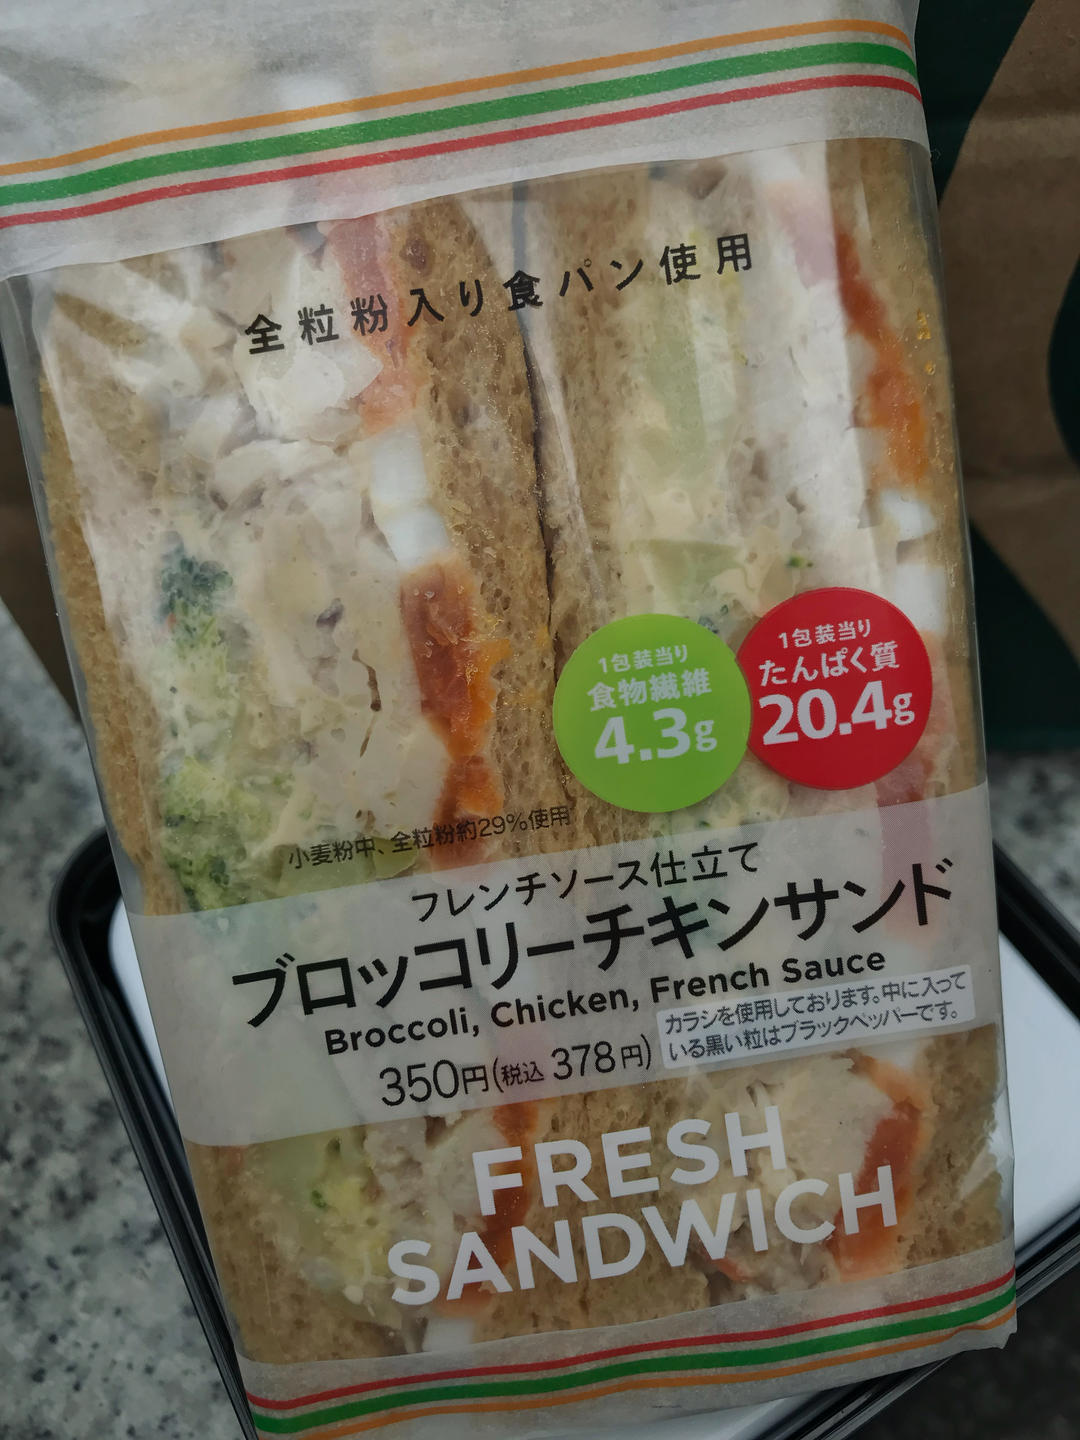 全粒粉入り食パン使用
1包装当り
食物繊維
4.3g
1包装当り
たんぱく質
20.4g
小麦粉中、全粒粉約29%使用
フレンチソース仕立て
ブロッコリーチキンサンド
Broccoli, Chicken, French Sauce
350円(税込 378円)
カラシを使用しております。中に入って
いる黒い粒はブラックペッパーです。
FRESH
SANDWICH